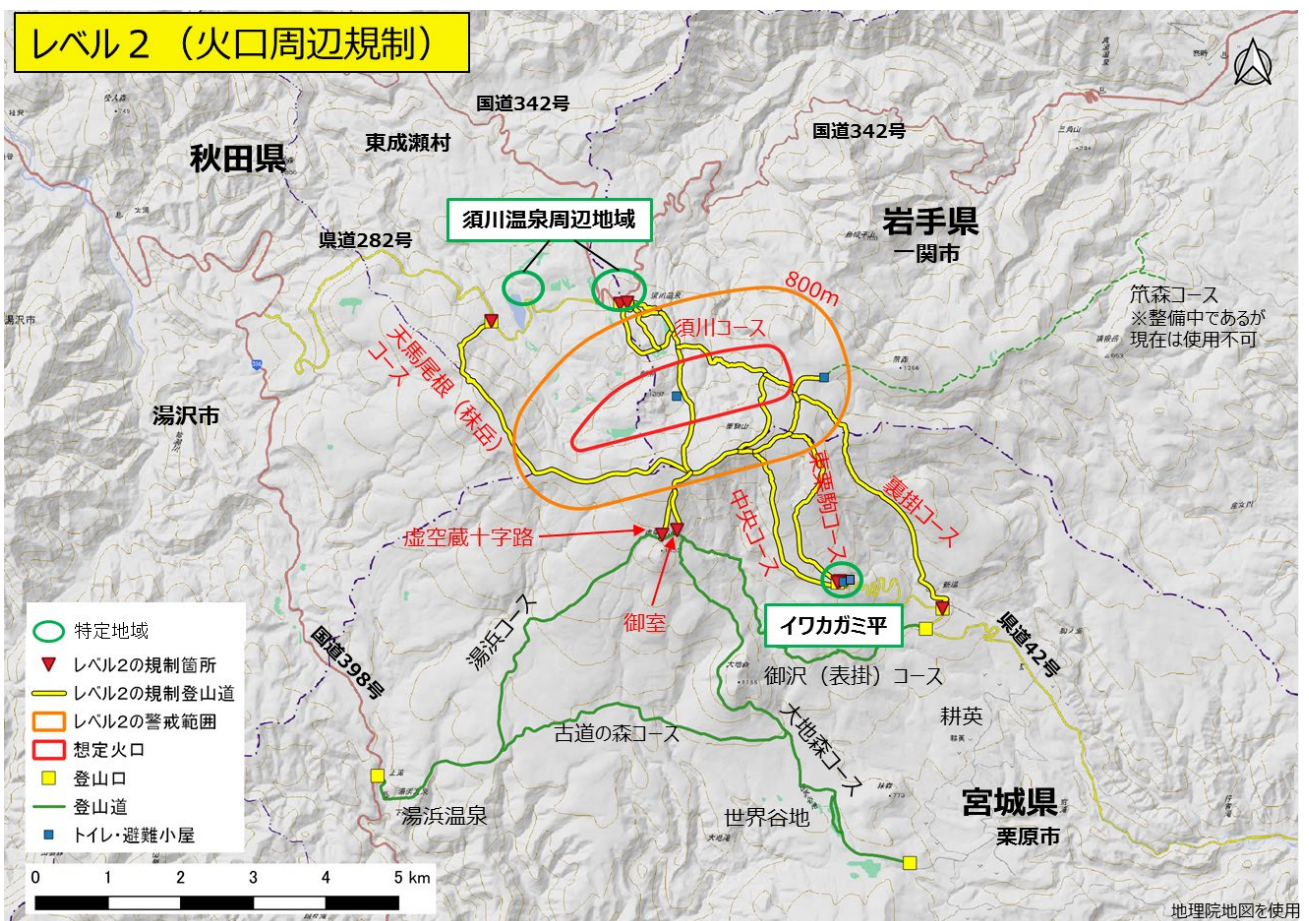 レベル２（火口周辺規制）
国道342号
国道342号
東成瀬村
秋田県
須川温泉周辺地域
岩手県
一関市
県道282号
800m
須川コース
笊森コース
※整備中であるが
現在は使用不可
天馬尾根（秣岳）
コース
湯沢市
湯沢市
虚空蔵十字路
御室
中央コース
東栗駒コース
裏掛コース
イワカガミ平
県道42号
御沢（表掛）コース
湯浜コース
国道398号
古道の森コース
大地森コース
耕英
湯浜温泉
世界谷地
宮城県
栗原市
特定地域
レベル2の規制箇所
レベル2の規制登山道
レベル2の警戒範囲
想定火口
登山口
登山道
トイレ・避難小屋
0 1 2 3 4 5 km
地理院地図を使用